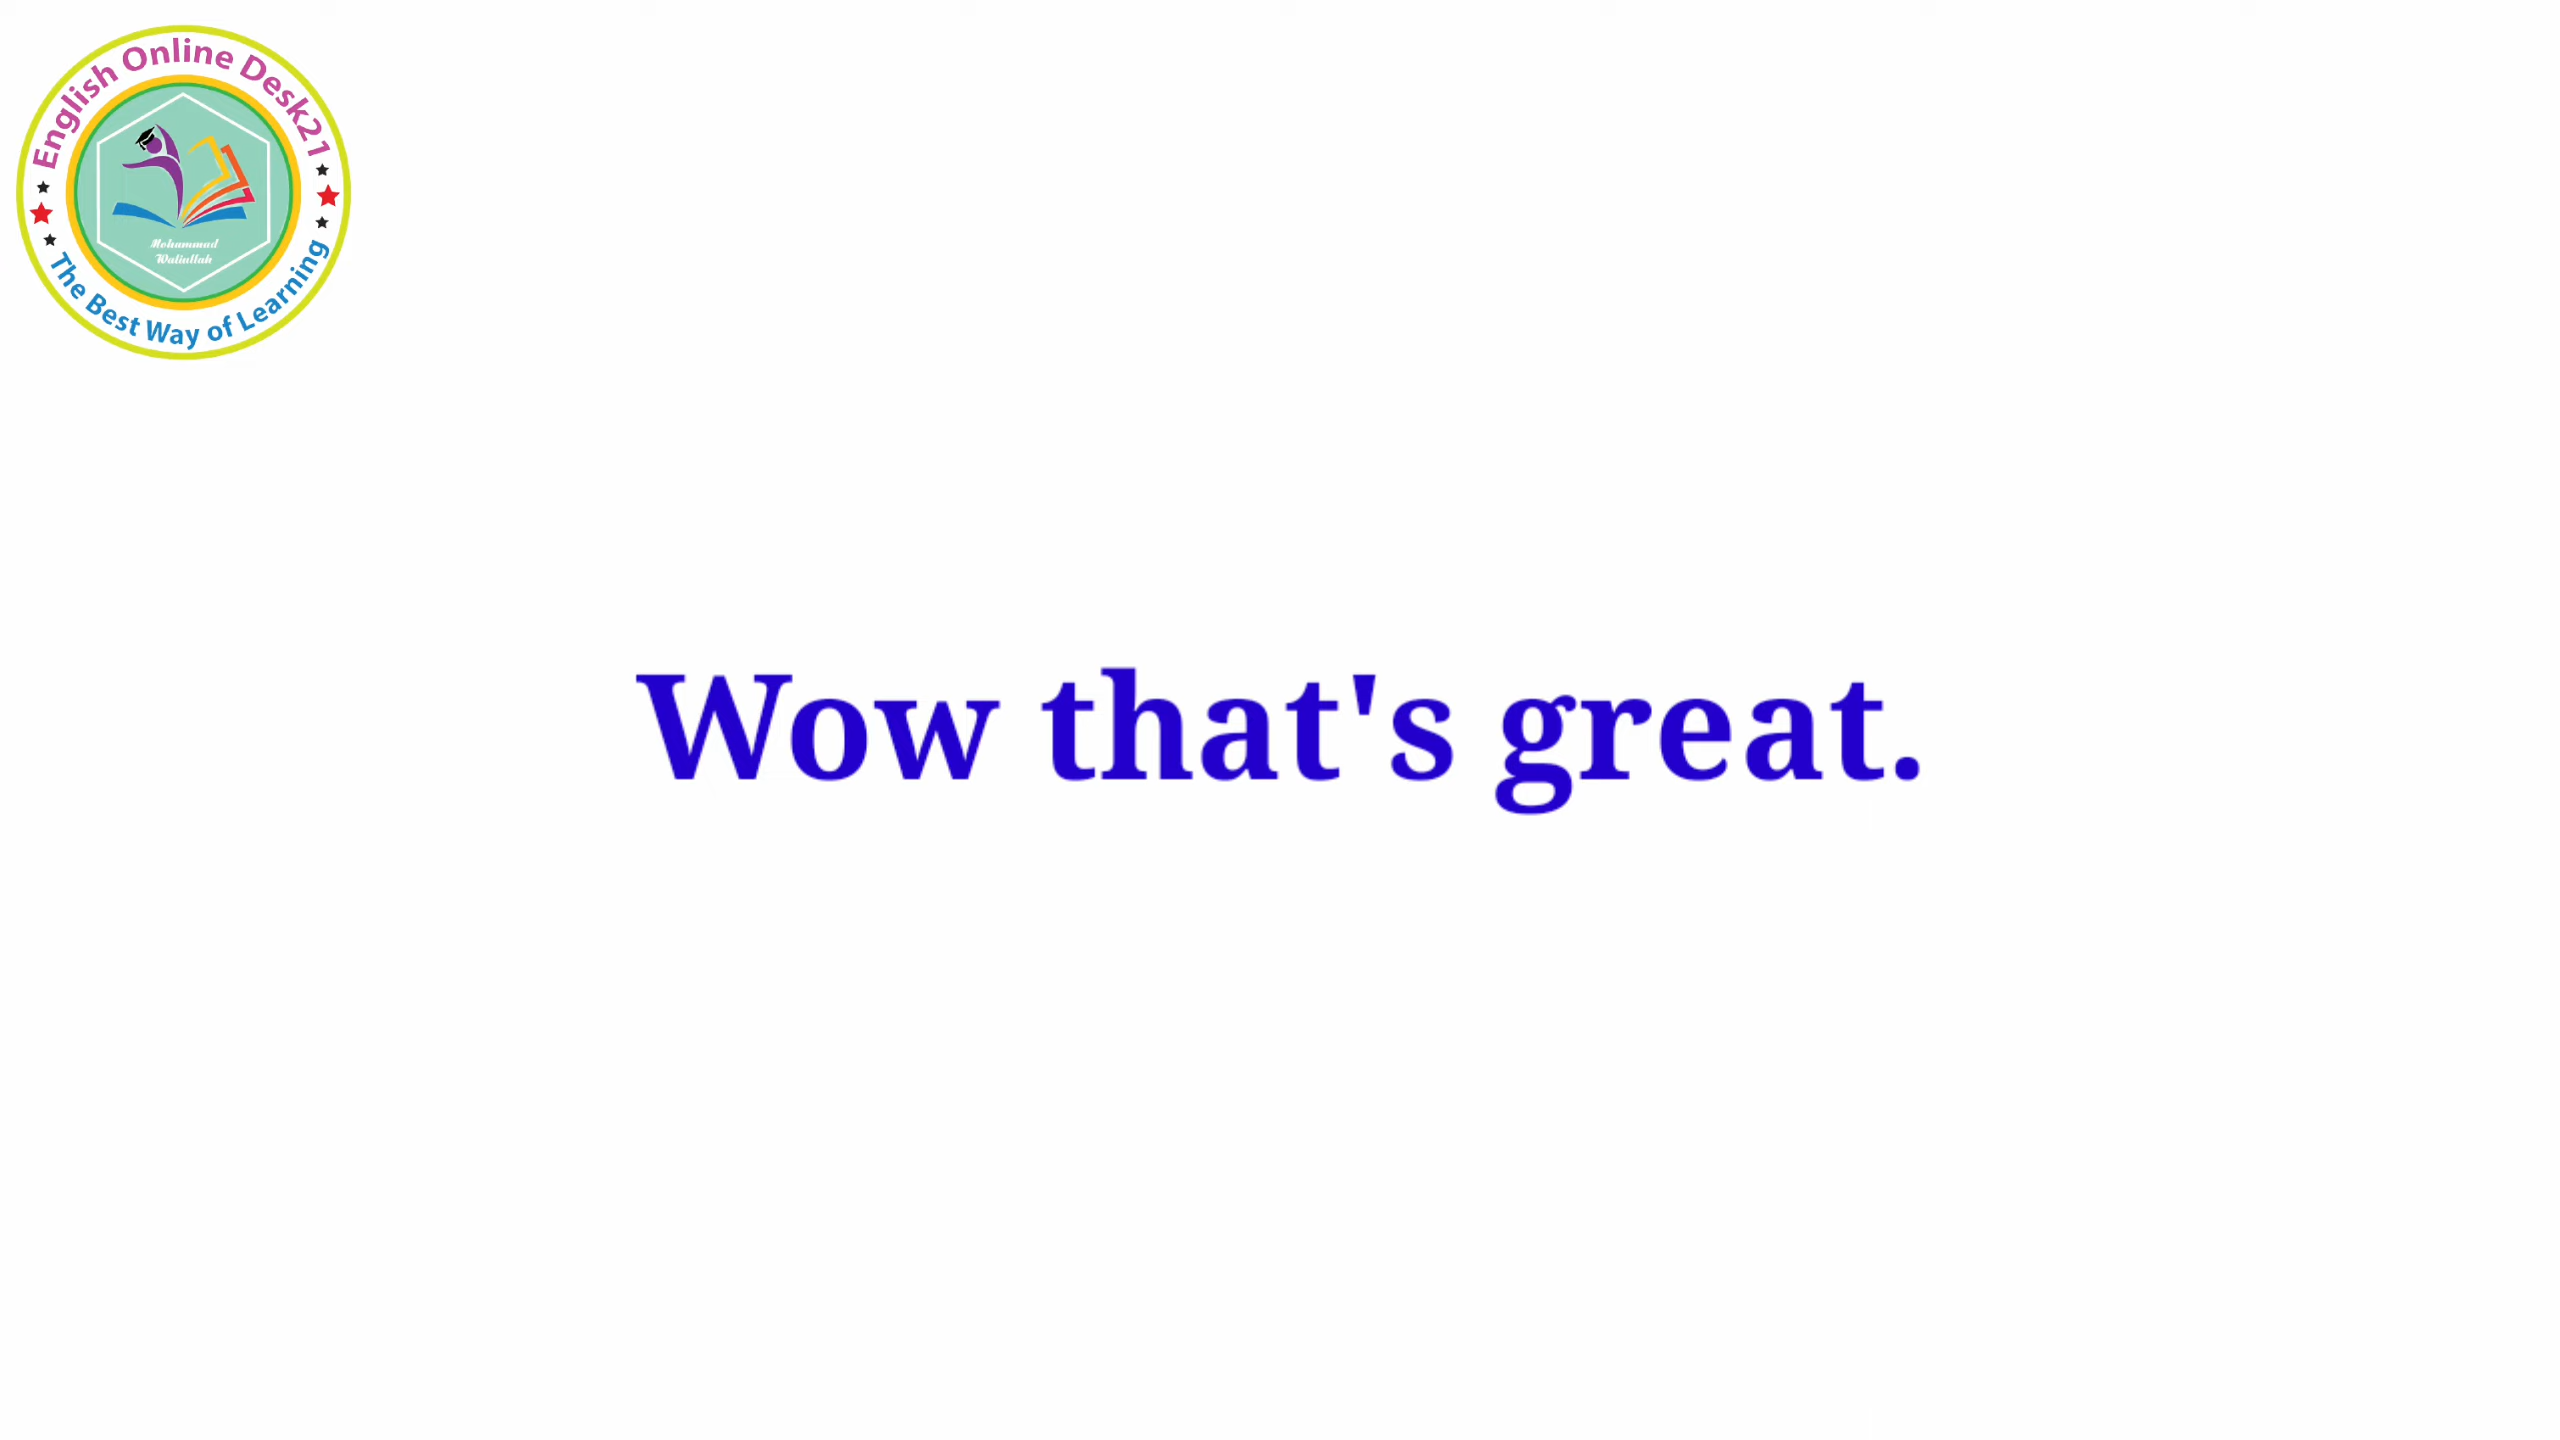 English Online Desk21
Mohammad
Waliullah
The Best Way of Learning
Wow that's great.